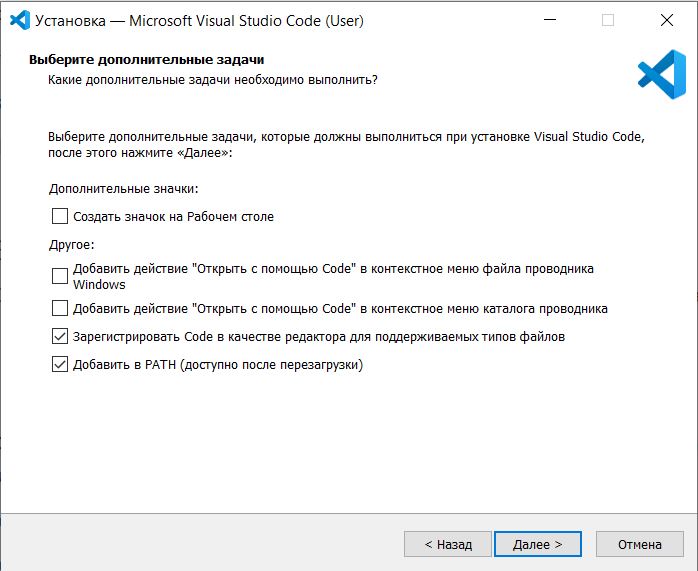 Установка — Microsoft Visual Studio Code (User)
Выберите дополнительные задачи
Какие дополнительные задачи необходимо выполнить?
Выберите дополнительные задачи, которые должны выполниться при установке Visual Studio Code,
после этого нажмите «Далее»:
Дополнительные значки:
Создать значок на Рабочем столе
Другое:
Добавить действие "Открыть с помощью Code" в контекстное меню файла проводника
Windows
Добавить действие "Открыть с помощью Code" в контекстное меню каталога проводника
Зарегистрировать Code в качестве редактора для поддерживаемых типов файлов
Добавить в PATH (доступно после перезагрузки)
< Назад
Далее >
Отмена